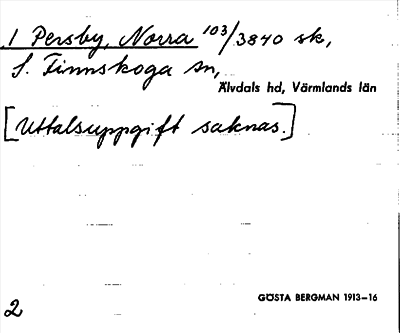 1 Persby, Norra 103/3840 sk,
S. Finnskoga sn,
Älvdals hd, Värmlands län
[Uttalsuppgift saknas.]
GÖSTA BERGMAN 1913–16
2